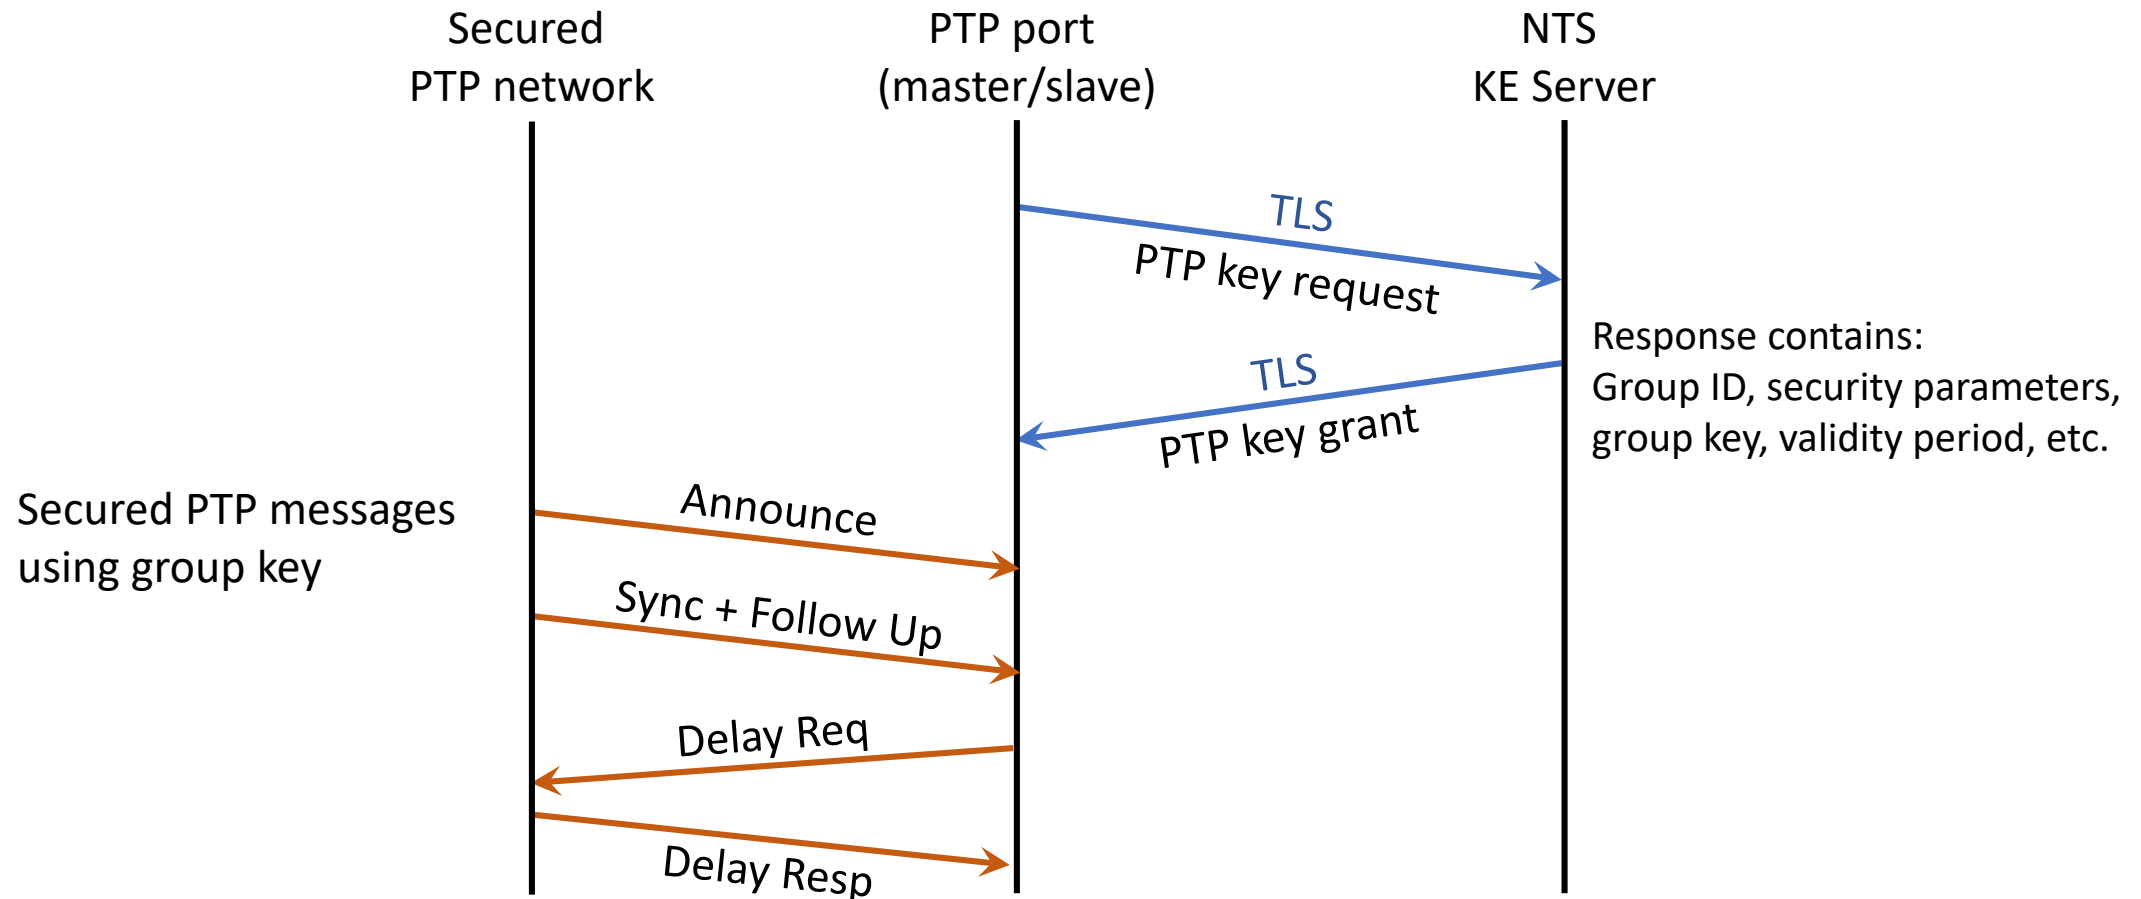 Secured
PTP network
PTP port
(master/slave)
NTS
KE Server
TLS
PTP key request
Response contains:
Group ID, security parameters,
group key, validity period, etc.
TLS
PTP key grant
Secured PTP messages
using group key
Announce
Sync + Follow Up
Delay Req
Delay Resp